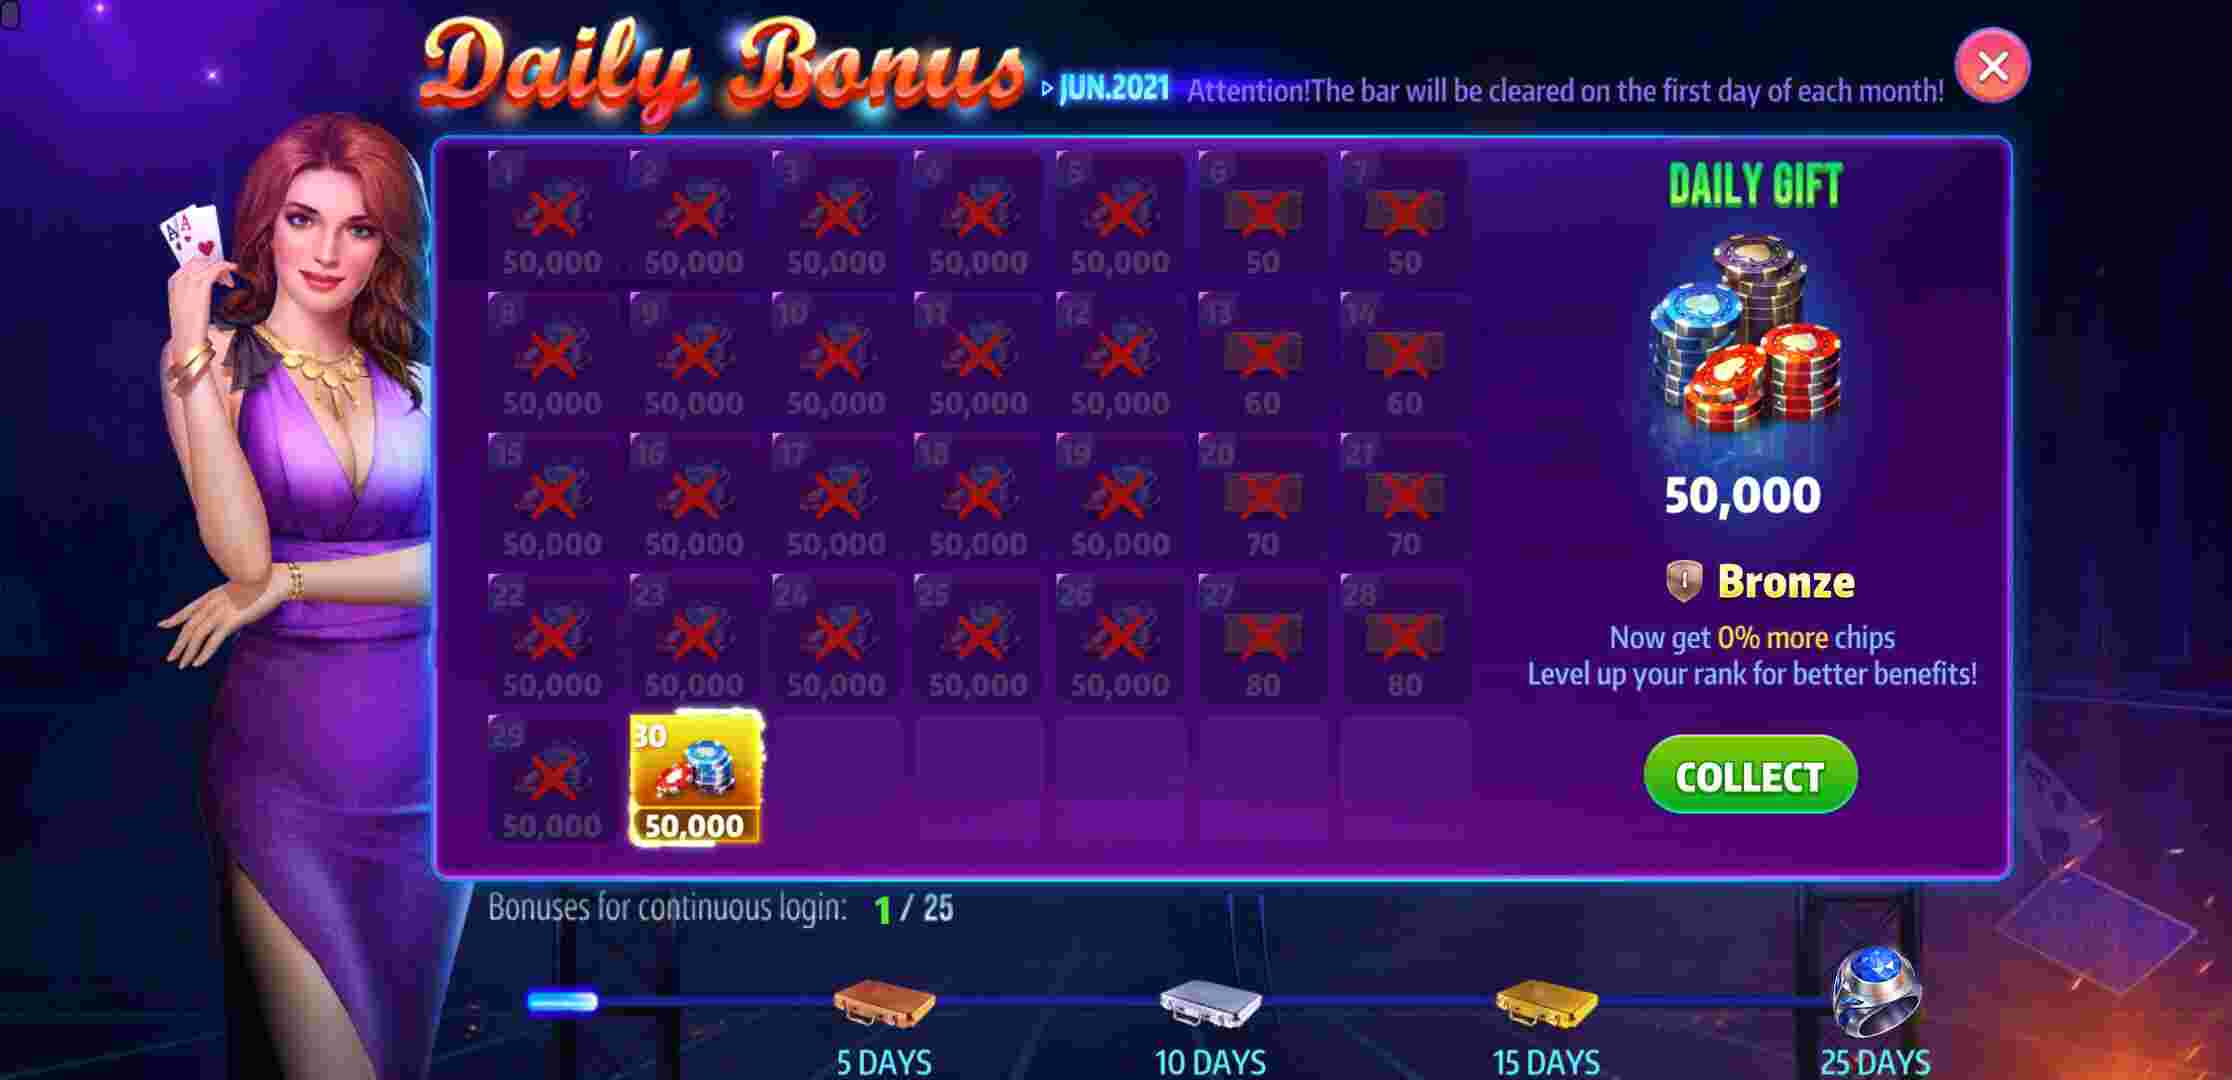 Daily Bonus
JUN.2021 Attention!The bar will be cleared on the first day of each month!
A A
1 2 3 4 5 6 7
50,000 50,000 50,000 50,000 50,000 50 50
8 9 10 11 12 13 14
50,000 50,000 50,000 50,000 50,000 60 60
15 16 17 18 19 20 21
50,000 50,000 50,000 50,000 50,000 70 70
22 23 24 25 26 27 28
50,000 50,000 50,000 50,000 50,000 80 80
29 30
50,000 50,000
DAILY GIFT
50,000
Bronze
Now get 0% more chips
Level up your rank for better benefits!
COLLECT
Bonuses for continuous login: 1 / 25
5 DAYS 10 DAYS 15 DAYS 25 DAYS